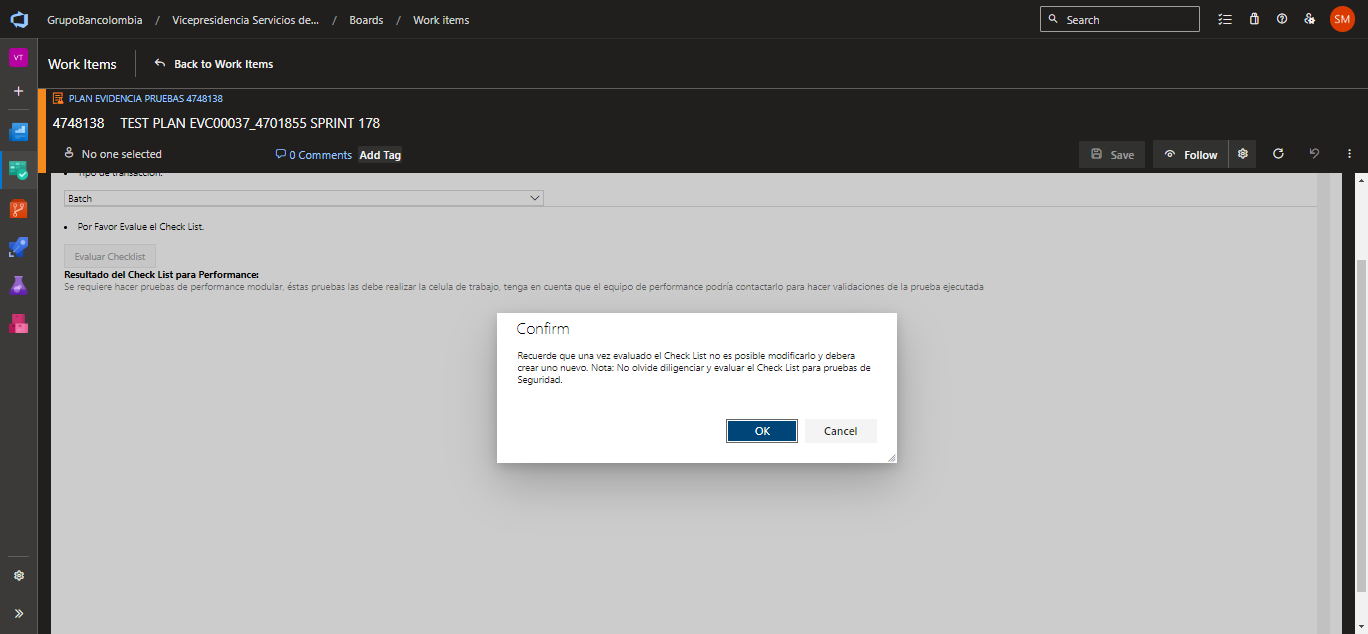 GrupoBancolombia / Vicepresidencia Servicios de... / Boards / Work items
Search
SM
VT
Work Items
Back to Work Items
PLAN EVIDENCIA PRUEBAS 4748138
4748138 TEST PLAN EVC00037_4701855 SPRINT 178
No one selected
0 Comments
Add Tag
Save
Follow
• Tipo de transacción:
Batch
• Por Favor Evalue el Check List.
Evaluar Checklist
Resultado del Check List para Performance:
Se requiere hacer pruebas de performance modular, éstas pruebas las debe realizar la celula de trabajo, tenga en cuenta que el equipo de performance podría contactarlo para hacer validaciones de la prueba ejecutada
Confirm
Recuerde que una vez evaluado el Check List no es posible modificarlo y debera
crear uno nuevo. Nota: No olvide diligenciar y evaluar el Check List para pruebas de
Seguridad.
OK
Cancel